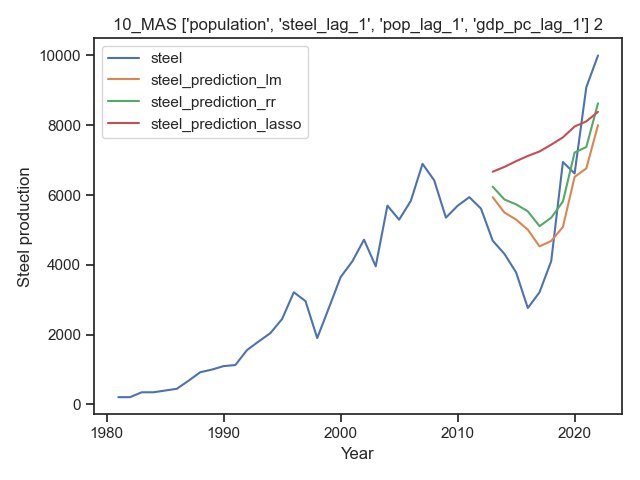 10_MAS ['population', 'steel_lag_1', 'pop_lag_1', 'gdp_pc_lag_1'] 2
steel
steel_prediction_lm
steel_prediction_rr
steel_prediction_lasso
Steel production
10000
8000
6000
4000
2000
0
1980
1990
2000
2010
2020
Year